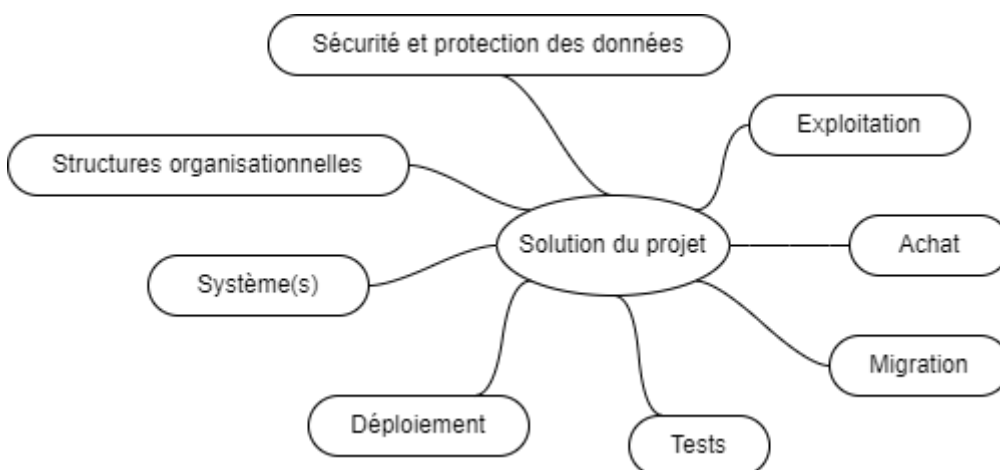 Sécurité et protection des données
Exploitation
Structures organisationnelles
Solution du projet
Achat
Système(s)
Migration
Déploiement
Tests